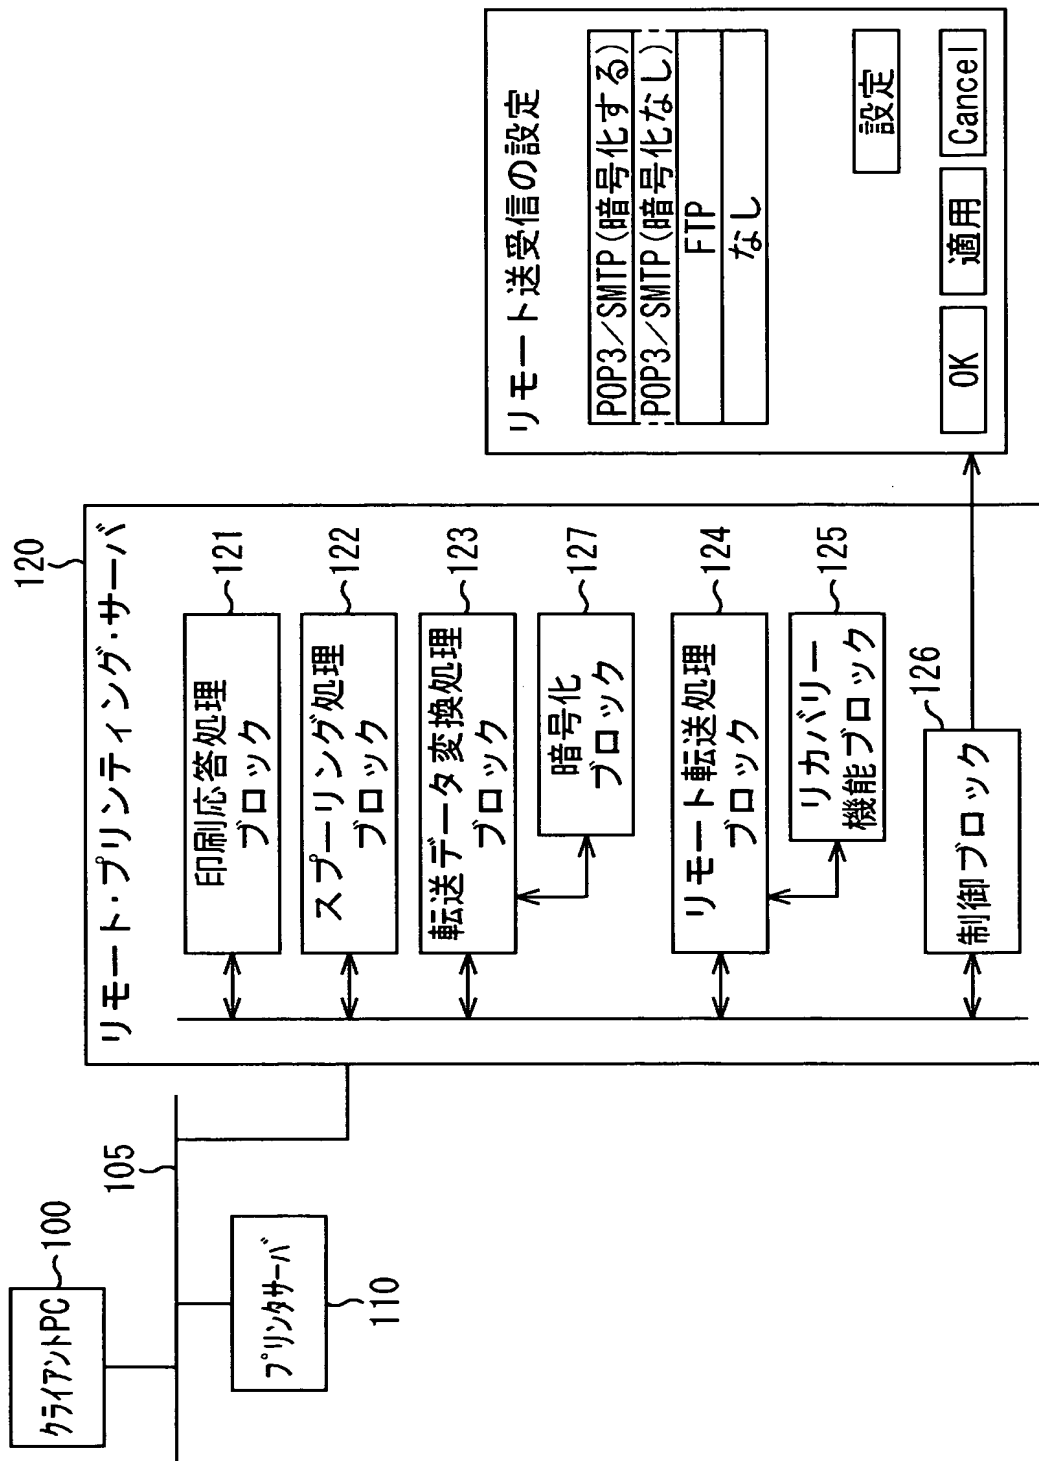 クライアントPC
100
105
プリンタサーバ
110
120
リモート・プリンティング・サーバ
印刷応答処理
ブロック
121
スプーリング処理
ブロック
122
転送データ変換処理
ブロック
123
暗号化
ブロック
127
リモート転送処理
ブロック
124
リカバリー
機能ブロック
125
制御ブロック
126
リモート送受信の設定
POP3/SMTP(暗号化する)
POP3/SMTP(暗号化なし)
FTP
なし
設定
OK
適用
Cancel